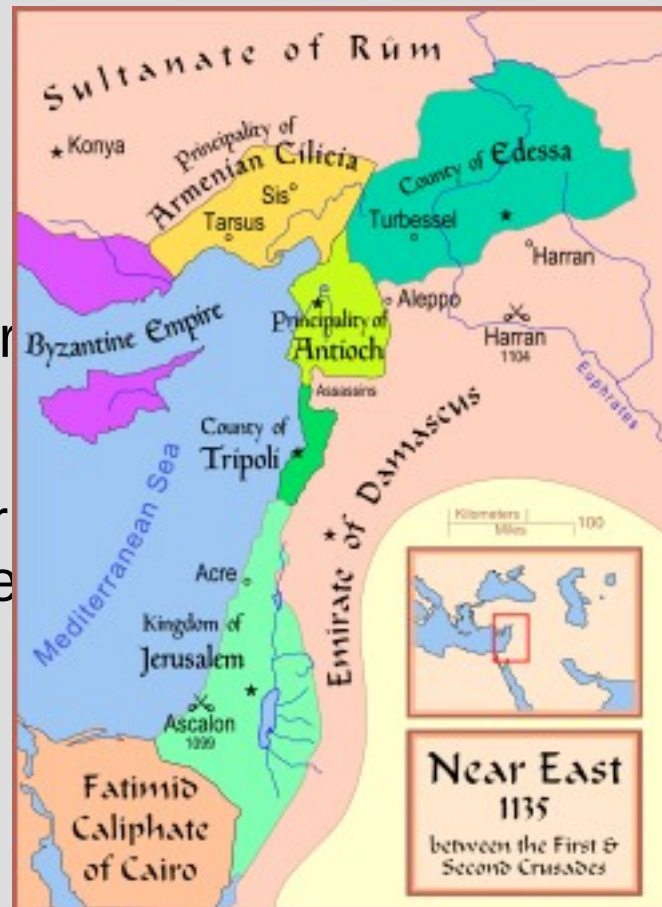 Sultanate of Rûm
Konya
Principality of
Armenian Cilicia
Sis
Tarsus
County of Edessa
Turbessel
Harran
Aleppo
Harran
1104
Byzantine Empire
Principality of
Antioch
Assassins
Euphrates
County of
Tripoli
Emirate of Damascus
Mediterranean Sea
Kilometers
Miles
100
Acre
Kingdom of
Jerusalem
Ascalon
1099
Fatimid
Caliphate
of Cairo
Near East
1135
between the First &
Second Crusades